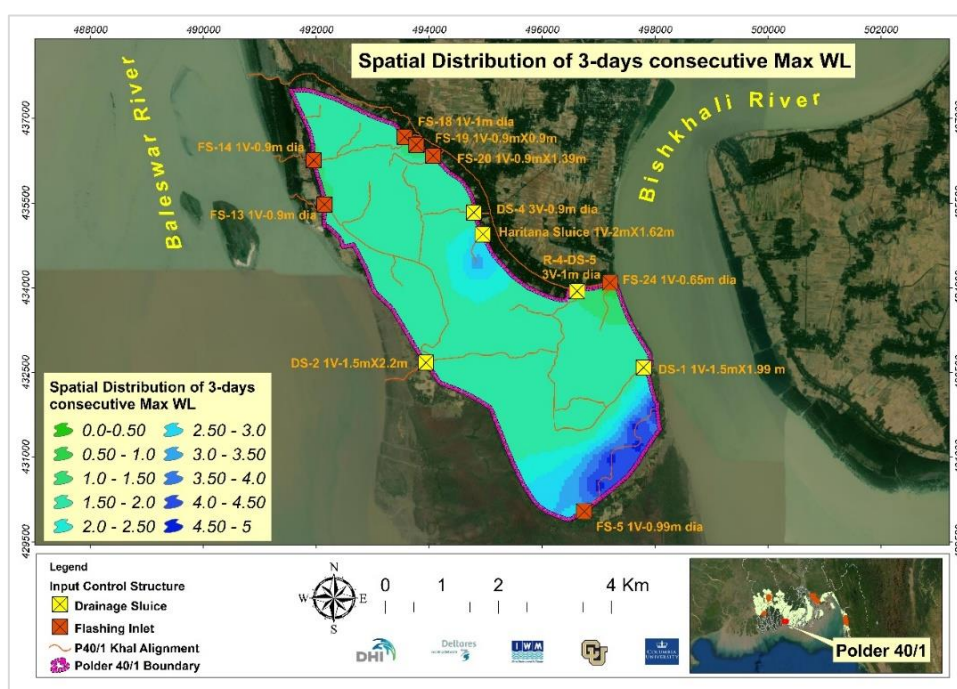 488000 490000 492000 494000 496000 498000 500000 502000
Spatial Distribution of 3-days consecutive Max WL
Baleswar River
Bishkhali River
437000
435500
434000
432500
431000
429500
FS-18 1V-1m dia
FS-19 1V-0.9mX0.9m
FS-20 1V-0.9mX1.39m
FS-14 1V-0.9m dia
FS-13 1V-0.9m dia
DS-4 3V-0.9m dia
Haritana Sluice 1V-2mX1.62m
R-4-DS-5
3V-1m dia
FS-24 1V-0.65m dia
DS-2 1V-1.5mX2.2m
DS-1 1V-1.5mX1.99 m
FS-5 1V-0.99m dia
Spatial Distribution of 3-days
consecutive Max WL
0.0-0.50 2.50 - 3.0
0.50 - 1.0 3.0 - 3.50
1.0 - 1.50 3.50 - 4.0
1.50 - 2.0 4.0 - 4.50
2.0 - 2.50 4.50 - 5
Legend
Input Control Structure
Drainage Sluice
Flashing Inlet
P40/1 Khal Alignment
Polder 40/1 Boundary
N
W E
S
0 1 2 4 Km
DHI
Deltares
IWM
CU
COLUMBIA
UNIVERSITY
Polder 40/1